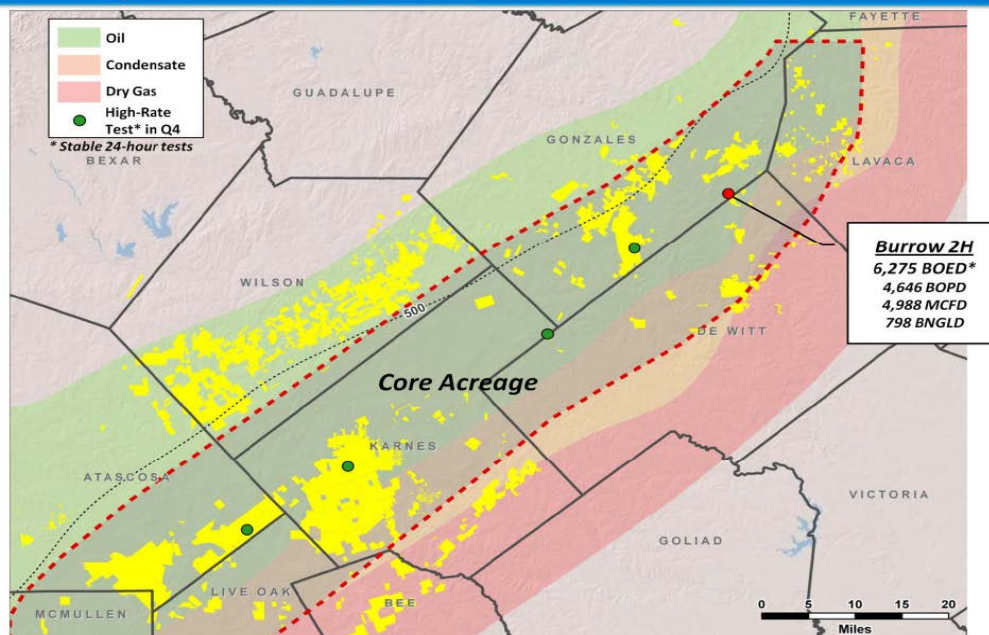 Oil
Condensate
Dry Gas
High-Rate
Test* in Q4
* Stable 24-hour tests
FAYETTE
GUADALUPE
BEXAR
GONZALES
LAVACA
WILSON
500
Burrow 2H
6,275 BOED*
4,646 BOPD
4,988 MCFD
798 BNGLD
DE WITT
Core Acreage
KARNES
ATASCOSA
VICTORIA
GOLIAD
LIVE OAK
BEE
MCMULLEN
0 5 10 15 20
Miles